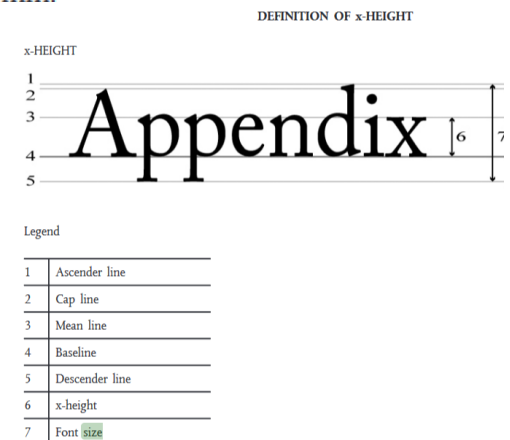 DEFINITION OF x-HEIGHT
x-HEIGHT
1
2
3
4
5
Appendix
6
7
Legend
1 Ascender line
2 Cap line
3 Mean line
4 Baseline
5 Descender line
6 x-height
7 Font size